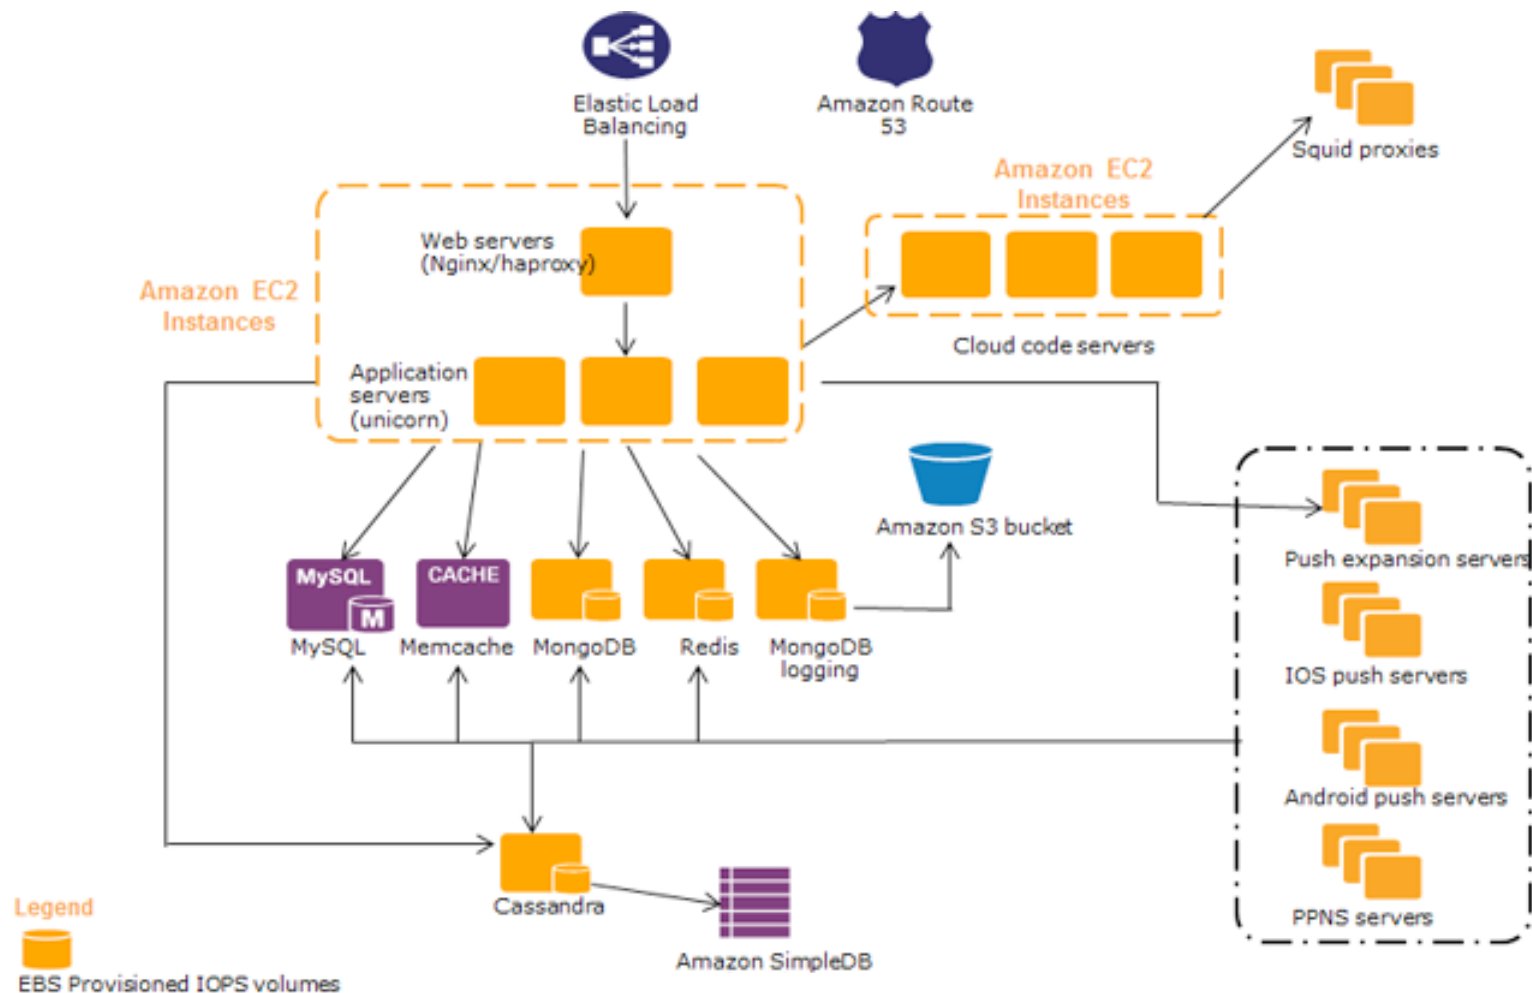 Elastic Load
Balancing
Amazon Route
53
Squid proxies
Amazon EC2
Instances
Web servers
(Nginx/haproxy)
Amazon EC2
Instances
Cloud code servers
Application
servers
(unicorn)
Amazon S3 bucket
Push expansion servers
MySQL
M
MySQL
CACHE
Memcache
MongoDB
Redis
MongoDB
logging
IOS push servers
Android push servers
Cassandra
PPNS servers
Amazon SimpleDB
Legend
EBS Provisioned IOPS volumes